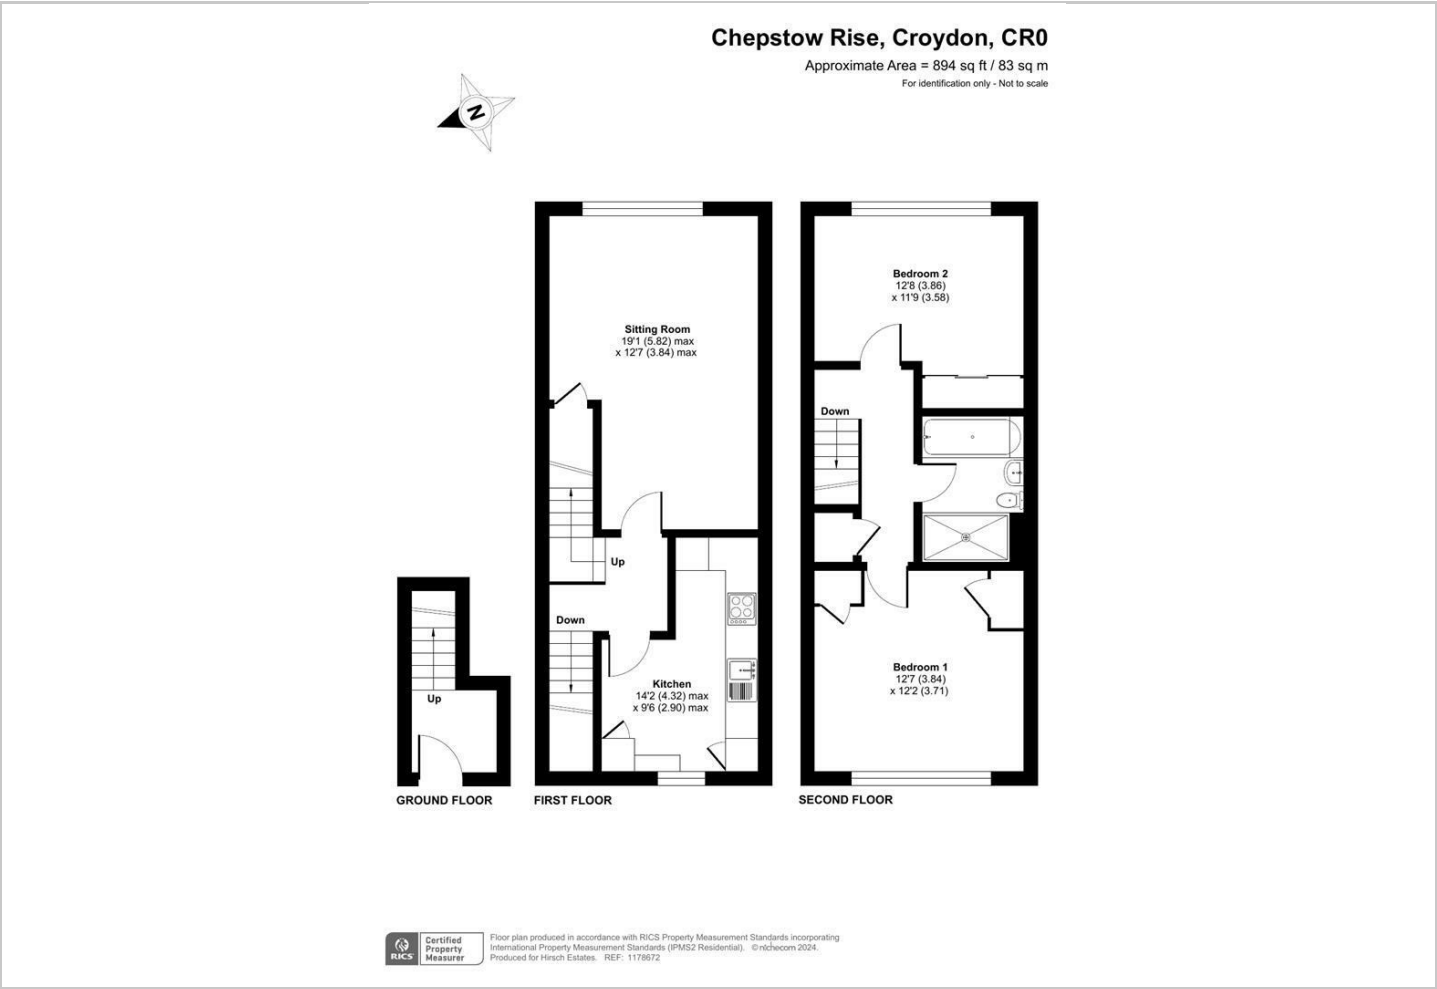 Chepstow Rise, Croydon, CR0
Approximate Area = 894 sq ft / 83 sq m
For identification only - Not to scale
N
Bedroom 2
12'8 (3.86)
x 11'9 (3.58)
Sitting Room
19'1 (5.82) max
x 12'7 (3.84) max
Down
Up
Down
Kitchen
14'2 (4.32) max
x 9'6 (2.90) max
Bedroom 1
12'7 (3.84)
x 12'2 (3.71)
Up
GROUND FLOOR
FIRST FLOOR
SECOND FLOOR
RICS
Certified
Property
Measurer
Floor plan produced in accordance with RICS Property Measurement Standards incorporating
International Property Measurement Standards (IPMS2 Residential). © nichecom 2024.
Produced for Hirsch Estates. REF: 1178672